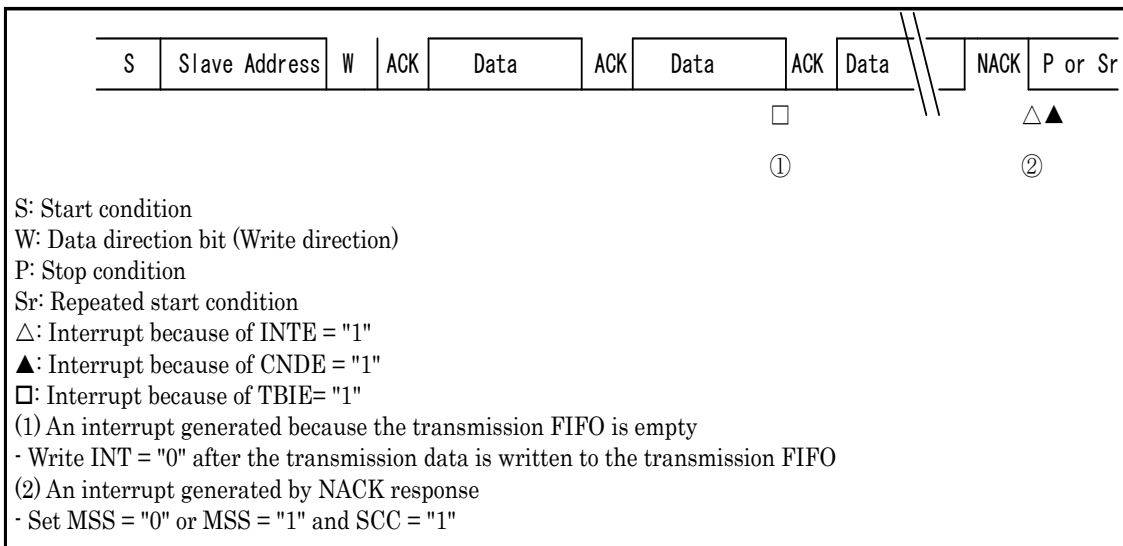 S Slave Address W ACK Data ACK Data ACK Data NACK P or Sr
□ △▲
① ②
S: Start condition
W: Data direction bit (Write direction)
P: Stop condition
Sr: Repeated start condition
△: Interrupt because of INTE = "1"
▲: Interrupt because of CNDE = "1"
□: Interrupt because of TBIE= "1"
(1) An interrupt generated because the transmission FIFO is empty
- Write INT = "0" after the transmission data is written to the transmission FIFO
(2) An interrupt generated by NACK response
- Set MSS = "0" or MSS = "1" and SCC = "1"